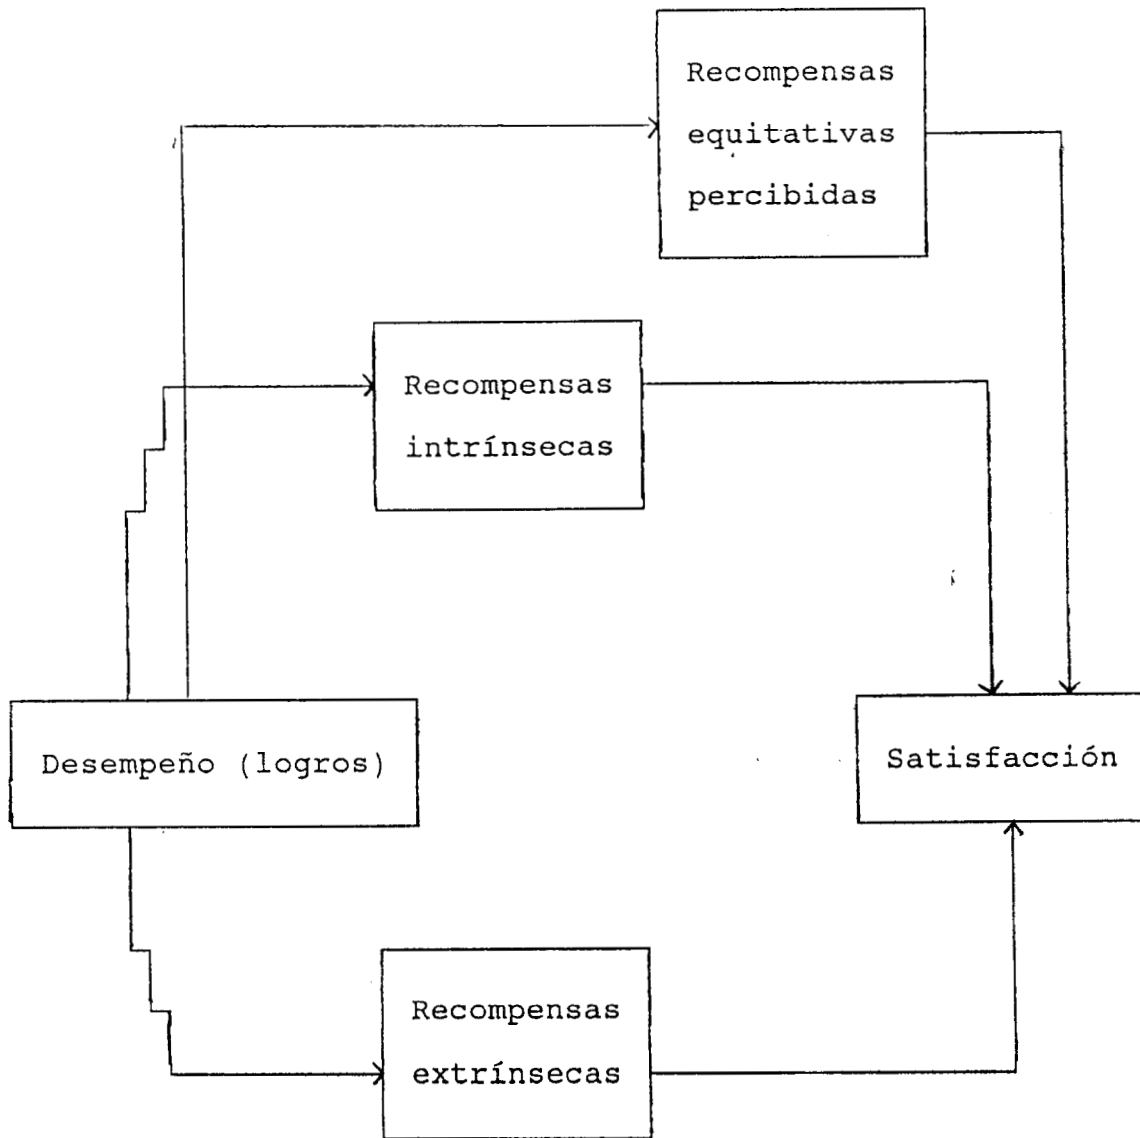 Recompensas
equitativas
percibidas
Recompensas
intrínsecas
Desempeño (logros)
Satisfacción
Recompensas
extrínsecas